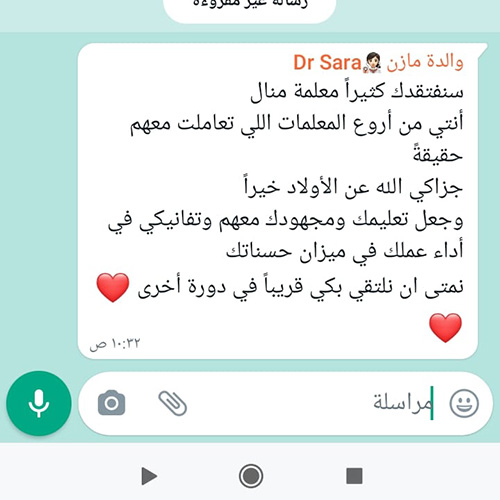 رسالة غير مقروءة
والدة مازن Dr Sara
سنفتقدك كثيراً معلمة منال
أنتي من أروع المعلمات اللي تعاملت معهم
حقيقةً
جزاكي الله عن الأولاد خيراً
وجعل تعليمك ومجهودك معهم وتفانيكي في
أداء عملك في ميزان حسناتك
نمتى ان نلتقي بكي قريباً في دورة أخرى ❤️
❤️
١٠:٣٢ ص
مراسلة